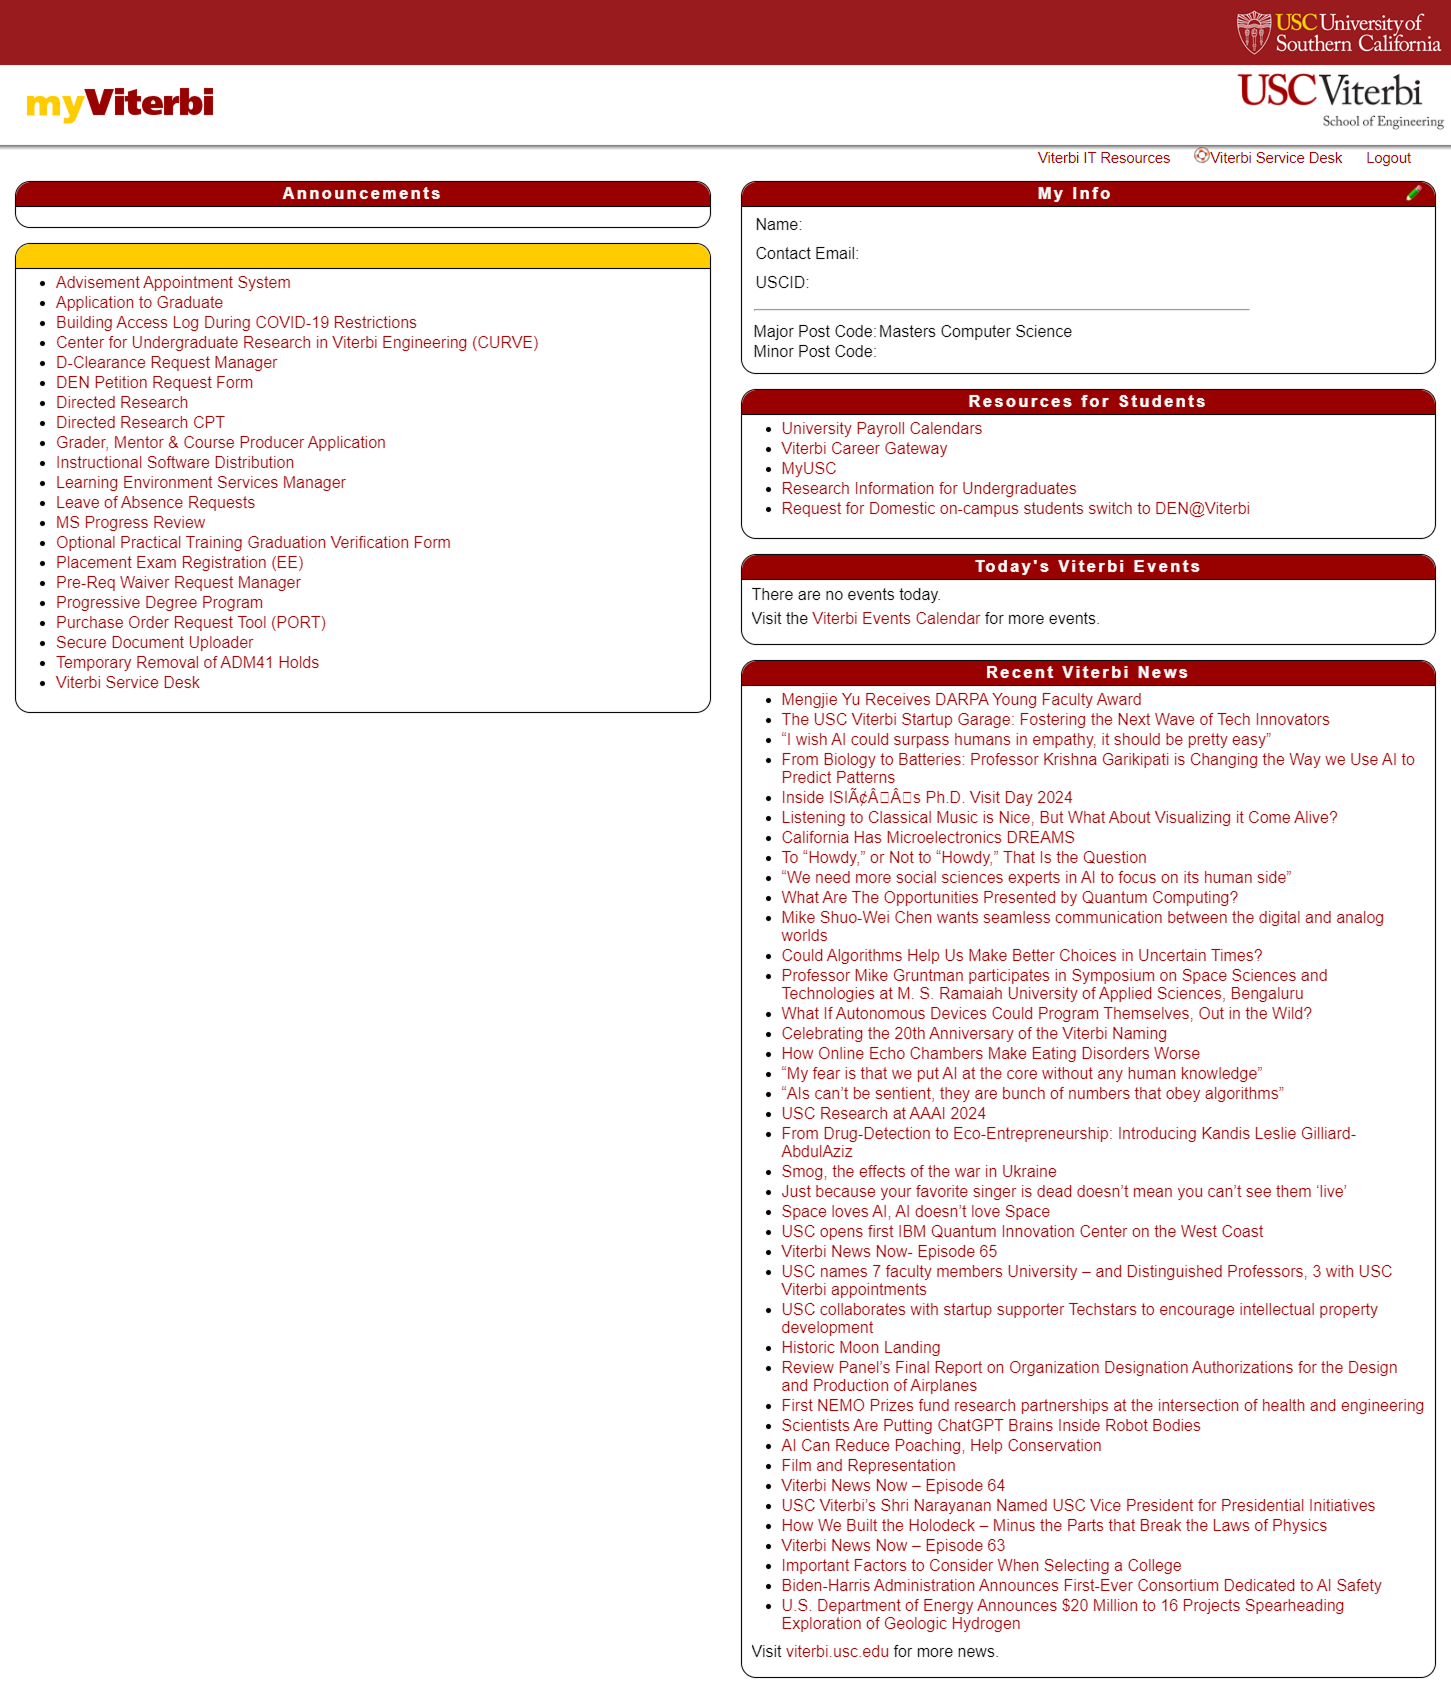 USC University of
Southern California
myViterbi
USC Viterbi
School of Engineering
Viterbi IT Resources Viterbi Service Desk Logout
Announcements
Advisement Appointment System
Application to Graduate
Building Access Log During COVID-19 Restrictions
Center for Undergraduate Research in Viterbi Engineering (CURVE)
D-Clearance Request Manager
DEN Petition Request Form
Directed Research
Directed Research CPT
Grader, Mentor & Course Producer Application
Instructional Software Distribution
Learning Environment Services Manager
Leave of Absence Requests
MS Progress Review
Optional Practical Training Graduation Verification Form
Placement Exam Registration (EE)
Pre-Req Waiver Request Manager
Progressive Degree Program
Purchase Order Request Tool (PORT)
Secure Document Uploader
Temporary Removal of ADM41 Holds
Viterbi Service Desk
My Info
Name:
Contact Email:
USCID:
Major Post Code: Masters Computer Science
Minor Post Code:
Resources for Students
University Payroll Calendars
Viterbi Career Gateway
MyUSC
Research Information for Undergraduates
Request for Domestic on-campus students switch to DEN@Viterbi
Today's Viterbi Events
There are no events today.
Visit the Viterbi Events Calendar for more events.
Recent Viterbi News
Mengjie Yu Receives DARPA Young Faculty Award
The USC Viterbi Startup Garage: Fostering the Next Wave of Tech Innovators
“I wish AI could surpass humans in empathy, it should be pretty easy”
From Biology to Batteries: Professor Krishna Garikipati is Changing the Way we Use AI to
Predict Patterns
Inside ISIÃ¢Â□Â□s Ph.D. Visit Day 2024
Listening to Classical Music is Nice, But What About Visualizing it Come Alive?
California Has Microelectronics DREAMS
To “Howdy,” or Not to “Howdy,” That Is the Question
“We need more social sciences experts in AI to focus on its human side”
What Are The Opportunities Presented by Quantum Computing?
Mike Shuo-Wei Chen wants seamless communication between the digital and analog
worlds
Could Algorithms Help Us Make Better Choices in Uncertain Times?
Professor Mike Gruntman participates in Symposium on Space Sciences and
Technologies at M. S. Ramaiah University of Applied Sciences, Bengaluru
What If Autonomous Devices Could Program Themselves, Out in the Wild?
Celebrating the 20th Anniversary of the Viterbi Naming
How Online Echo Chambers Make Eating Disorders Worse
“My fear is that we put AI at the core without any human knowledge”
“AIs can’t be sentient, they are bunch of numbers that obey algorithms”
USC Research at AAAI 2024
From Drug-Detection to Eco-Entrepreneurship: Introducing Kandis Leslie Gilliard-
AbdulAziz
Smog, the effects of the war in Ukraine
Just because your favorite singer is dead doesn’t mean you can’t see them ‘live’
Space loves AI, AI doesn’t love Space
USC opens first IBM Quantum Innovation Center on the West Coast
Viterbi News Now- Episode 65
USC names 7 faculty members University – and Distinguished Professors, 3 with USC
Viterbi appointments
USC collaborates with startup supporter Techstars to encourage intellectual property
development
Historic Moon Landing
Review Panel’s Final Report on Organization Designation Authorizations for the Design
and Production of Airplanes
First NEMO Prizes fund research partnerships at the intersection of health and engineering
Scientists Are Putting ChatGPT Brains Inside Robot Bodies
AI Can Reduce Poaching, Help Conservation
Film and Representation
Viterbi News Now – Episode 64
USC Viterbi’s Shri Narayanan Named USC Vice President for Presidential Initiatives
How We Built the Holodeck – Minus the Parts that Break the Laws of Physics
Viterbi News Now – Episode 63
Important Factors to Consider When Selecting a College
Biden-Harris Administration Announces First-Ever Consortium Dedicated to AI Safety
U.S. Department of Energy Announces $20 Million to 16 Projects Spearheading
Exploration of Geologic Hydrogen
Visit viterbi.usc.edu for more news.